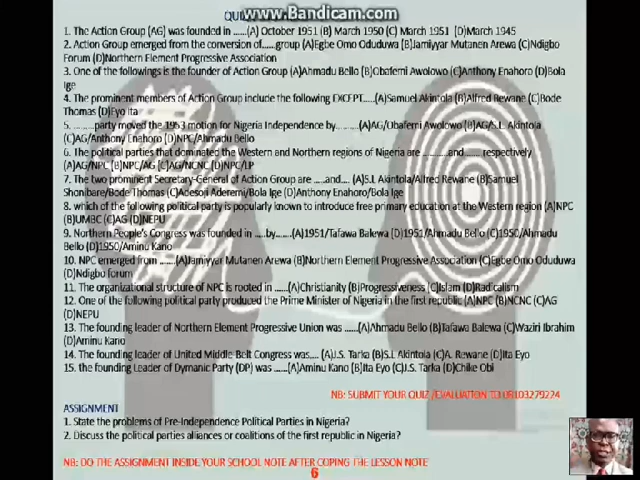 www.Bandicam.com
1. The Action Group (AG) was founded in ......(A) October 1951 (B) March 1950 (C) March 1951 (D)March 1945
2. Action Group emerged from the conversion of......group (A)Egbe Omo Oduduwa (B)Jamiyyar Mutanen Arewa (C)Ndigbo
Forum (D)Northern Element Progressive Association
3. One of the followings is the founder of Action Group (A)Ahmadu Bello (B)Obafemi Awolowo (C)Anthony Enahoro (D)Bola
Ige
4. The prominent members of Action Group include the following EXCEPT.....(A)Samuel Akintola (B)Alfred Rewane (C)Bode
Thomas (D)Eyo Ita
5. ........party moved the 1953 motion for Nigeria Independence by..........(A)AG/Obafemi Awolowo (B)AG/S.L. Akintola
(C)AG/Anthony Enahoro (D)NPC/Ahmadu Bello
6. The political parties that dominated the Western and Northern regions of Nigeria are ..........and ....... respectively
(A)AG/NPC (B)NPC/AG (C)AG/NCNC (D)NPC/LP
7. The two prominent Secretary-General of Action Group are .....and.... (A)S.L Akintola/Alfred Rewane (B)Samuel
Shonibare/Bode Thomas (C)Adesoji Aderemi/Bola Ige (D)Anthony Enahoro/Bola Ige
8. which of the following political party is popularly known to introduce free primary education at the Western region (A)NPC
(B)UMBC (C)AG (D)NEPU
9. Northern People's Congress was founded in .....by.......(A)1951/Tafawa Balewa (D)1951/Ahmadu Bello (C)1950/Ahmadu
Bello (D)1950/Aminu Kano
10. NPC emerged from .......(A)Jamiyyar Mutanen Arewa (B)Northern Element Progressive Association (C)Egbe Omo Oduduwa
(D)Ndigbo forum
11. The organizational structure of NPC is rooted in ......(A)Christianity (B)Progressiveness (C)Islam (D)Radicalism
12. One of the following political party produced the Prime Minister of Nigeria in the first republic (A)NPC (B)NCNC (C)AG
(D)NEPU
13. The founding leader of Northern Element Progressive Union was ......(A)Ahmadu Bello (B)Tafawa Balewa (C)Waziri Ibrahim
(D)Aminu Kano
14. The founding leader of United Middle Belt Congress was.... (A)J.S. Tarka (B)S.L Akintola (C)A. Rewane (D)Ita Eyo
15. the founding Leader of Dymanic Party (DP) was .......(A)Aminu Kano (B)Ita Eyo (C)J.S. Tarka (D)Chike Obi
NB: SUBMIT YOUR QUIZ /EVALUATION TO 08103279224
ASSIGNMENT
1. State the problems of Pre-Independence Political Parties in Nigeria?
2. Discuss the political parties alliances or coalitions of the first republic in Nigeria?
NB: DO THE ASSIGNMENT INSIDE YOUR SCHOOL NOTE AFTER COPING THE LESSON NOTE
6